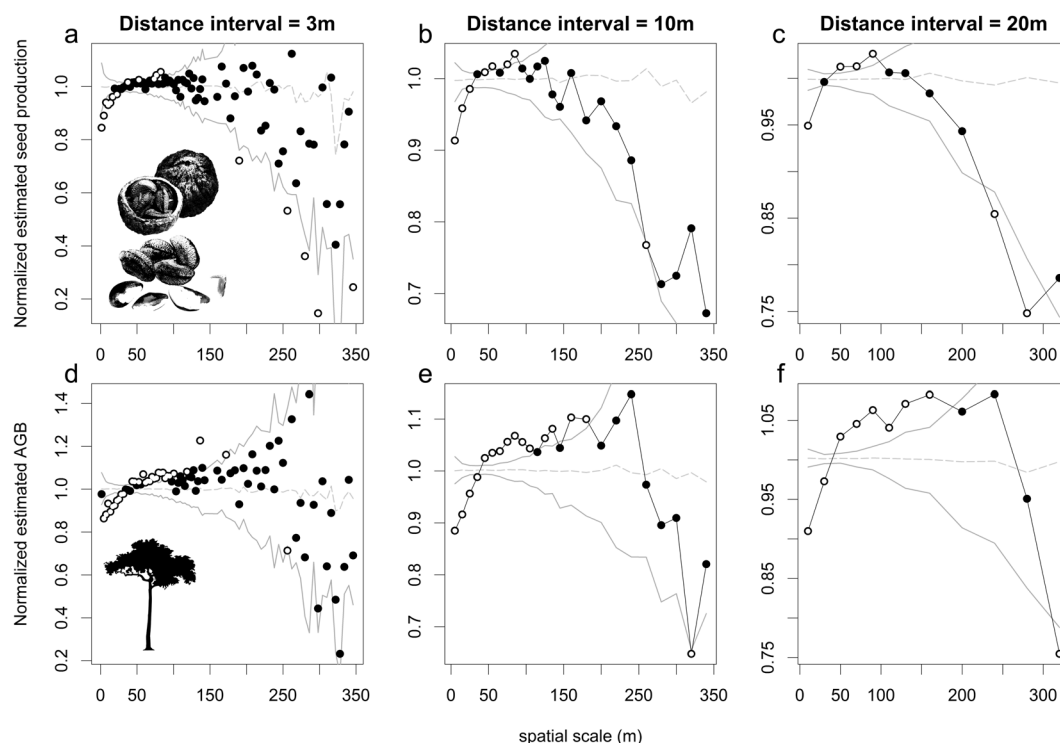 Distance interval = 3m
Distance interval = 10m
Distance interval = 20m
a
b
c
Normalized estimated seed production
0.2 0.4 0.6 0.8 1.0
0 50 150 250 350
0.7 0.8 0.9 1.0
0 50 150 250 350
0.75 0.85 0.95
0 50 100 200 300
d
e
f
Normalized estimated AGB
0.2 0.4 0.6 0.8 1.0 1.2 1.4
0 50 150 250 350
0.7 0.8 0.9 1.0 1.1
0 50 150 250 350
0.75 0.85 0.95 1.05
0 50 100 200 300
spatial scale (m)